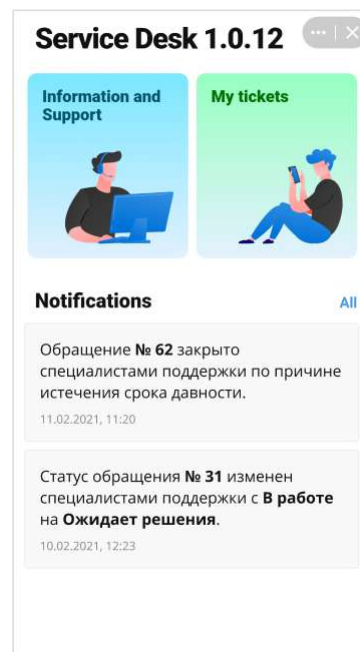 Service Desk 1.0.12
Information and
Support
My tickets
Notifications
All
Обращение № 62 закрыто
специалистами поддержки по причине
истечения срока давности.
11.02.2021, 11:20
Статус обращения № 31 изменен
специалистами поддержки с В работе
на Ожидает решения.
10.02.2021, 12:23